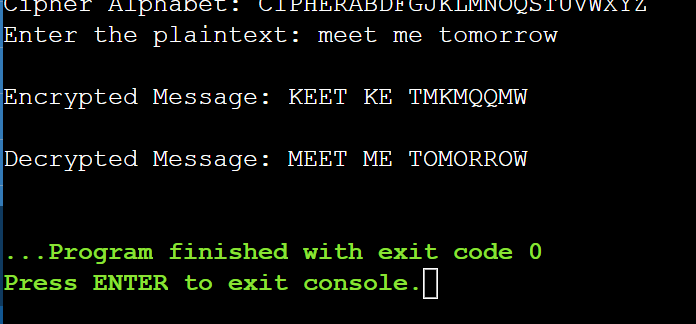 Cipher Alphabet: CIPHERABDFGJKLMNOQSTUVWXYZ
Enter the plaintext: meet me tomorrow
Encrypted Message: KEET KE TMKMQQMW
Decrypted Message: MEET ME TOMORROW
...Program finished with exit code 0
Press ENTER to exit console.